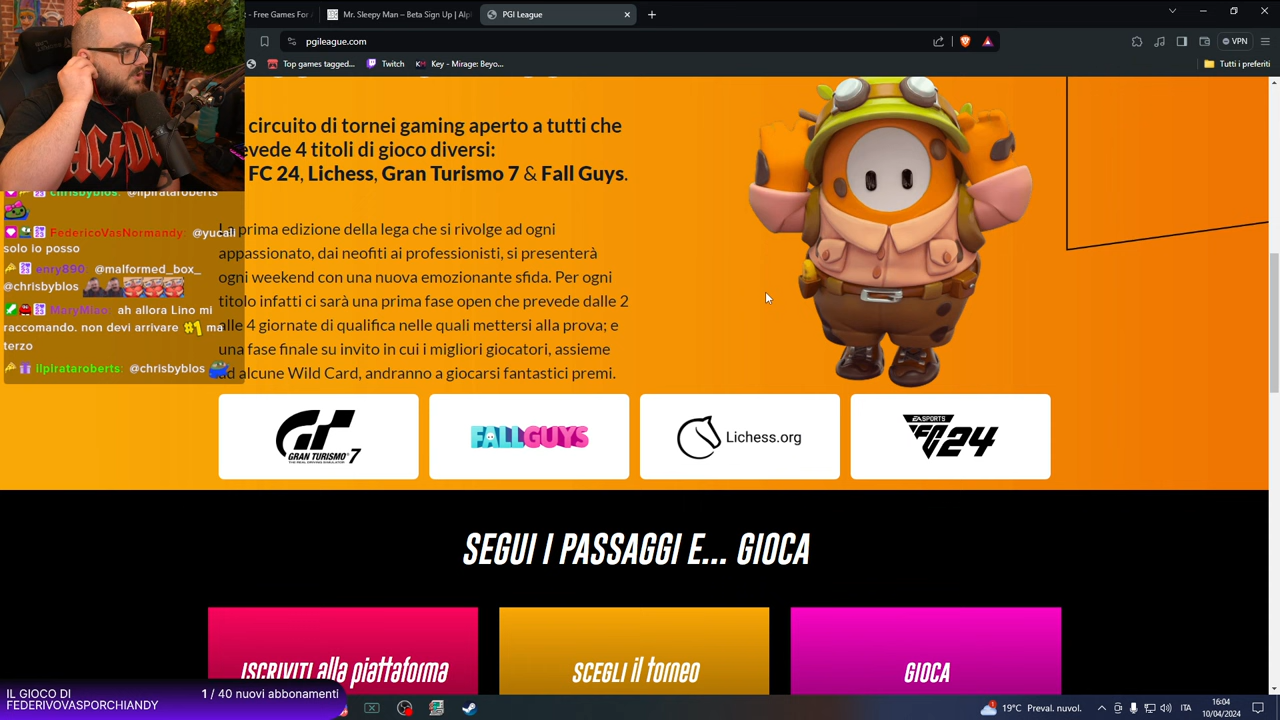 - Free Games For
Mr. Sleepy Man – Beta Sign Up | Alp
PGI League
pgileague.com
VPN
Top games tagged...
Twitch
KM
Key - Mirage: Beyo...
Tutti i preferiti
circuito di tornei gaming aperto a tutti che
evede 4 titoli di gioco diversi:
FC 24, Lichess, Gran Turismo 7 & Fall Guys.
La prima edizione della lega che si rivolge ad ogni
appassionato, dai neofiti ai professionisti, si presenterà
ogni weekend con una nuova emozionante sfida. Per ogni
titolo infatti ci sarà una prima fase open che prevede dalle 2
alle 4 giornate di qualifica nelle quali mettersi alla prova; e
una fase finale su invito in cui i migliori giocatori, assieme
ad alcune Wild Card, andranno a giocarsi fantastici premi.
chrisbyblos: @ilpirataroberts
FedericoVasNormandy: @yucali
solo io posso
enry890: @malformed_box_
@chrisbyblos
MaryMiao: ah allora Lino mi
raccomando. non devi arrivare #1 ma
terzo
ilpirataroberts: @chrisbyblos
GT
GRAN TURISMO 7
THE REAL DRIVING SIMULATOR
FALL GUYS
Lichess.org
EA SPORTS
FC 24
SEGUI I PASSAGGI E... GIOCA
ISCRIVITI alla piattaforma
SCEGLI il torneo
GIOCA
IL GIOCO DI
FEDERIVOVASPORCHIANDY
1 / 40 nuovi abbonamenti
19°C Preval. nuvol.
ITA
16:04
10/04/2024